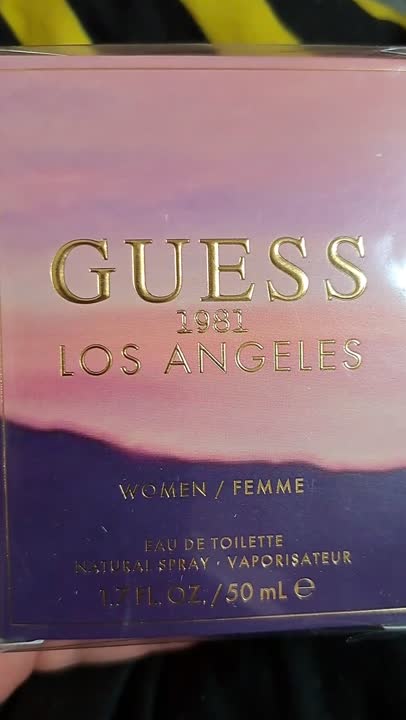 GUESS
1981
LOS ANGELES
WOMEN / FEMME
EAU DE TOILETTE
NATURAL SPRAY · VAPORISATEUR
1.7 FL. OZ. / 50 mL ℮